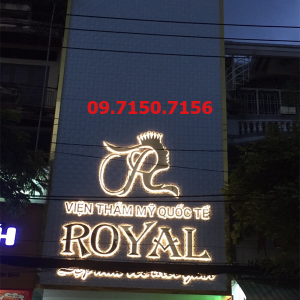 09.7150.7156
VIỆN THẨM MỸ QUỐC TẾ
ROYAL